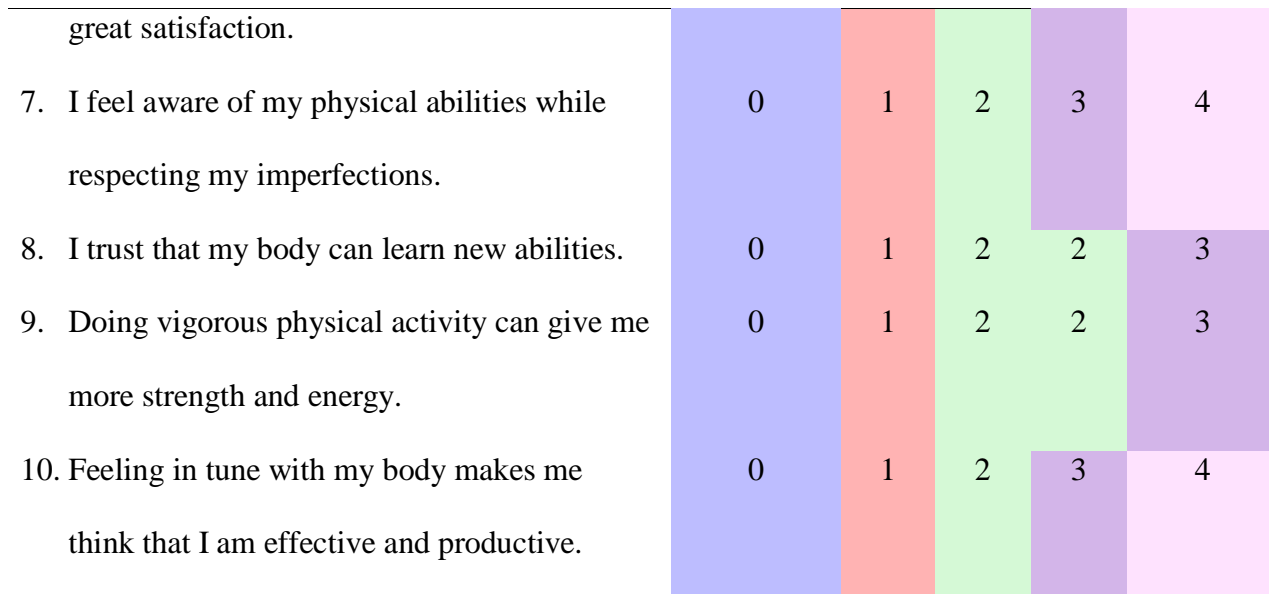 great satisfaction.
7. I feel aware of my physical abilities while 0 1 2 3 4
respecting my imperfections.
8. I trust that my body can learn new abilities. 0 1 2 2 3
9. Doing vigorous physical activity can give me 0 1 2 2 3
more strength and energy.
10. Feeling in tune with my body makes me 0 1 2 3 4
think that I am effective and productive.